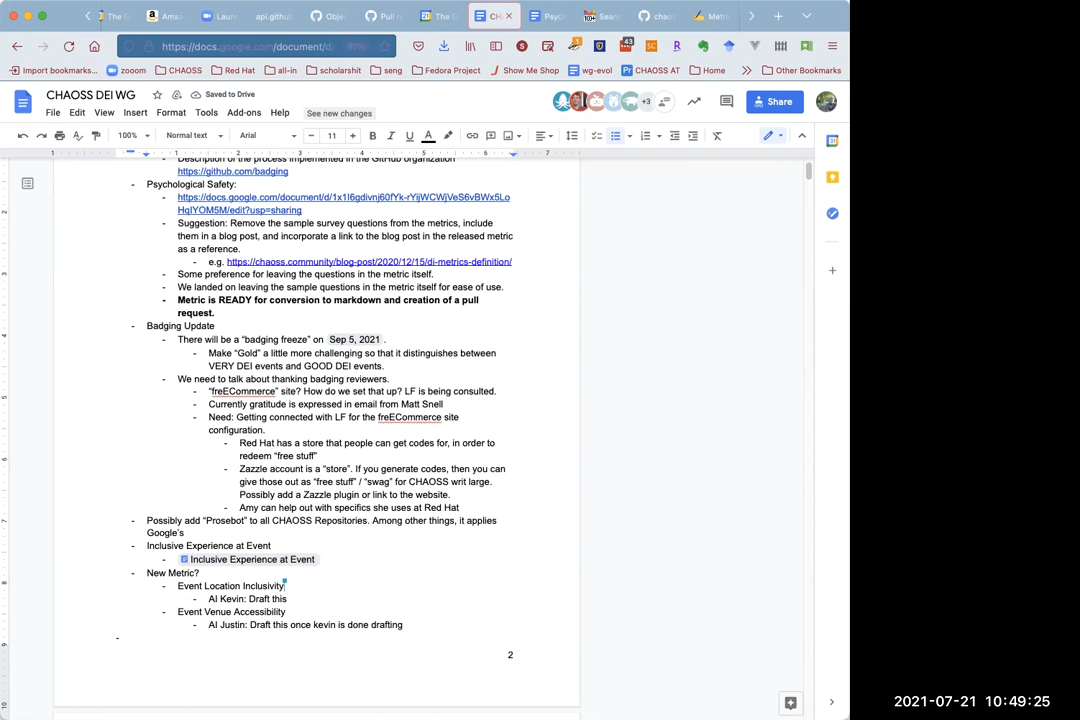 The G
Amaz
Laun
api.github
Objec
Pull r
The G
CHA
Psych
Sear
chaos
Metri
https://docs.google.com/document/d/
80%
Import bookmarks...
zooom
CHAOSS
Red Hat
all-in
scholarshit
seng
Fedora Project
Show Me Shop
wg-evol
CHAOSS AT
Home
Other Bookmarks
CHAOSS DEI WG
Saved to Drive
File Edit View Insert Format Tools Add-ons Help
See new changes
+3
Share
100%
Normal text
Arial
11
Description of the process implemented in the GitHub organization
https://github.com/badging
- Psychological Safety:
- https://docs.google.com/document/d/1x1I6gdivnj60fYk-rYijWCWjVeS6vBWx5Lo
HqIYOM5M/edit?usp=sharing
- Suggestion: Remove the sample survey questions from the metrics, include
them in a blog post, and incorporate a link to the blog post in the released metric
as a reference.
- e.g. https://chaoss.community/blog-post/2020/12/15/di-metrics-definition/
- Some preference for leaving the questions in the metric itself.
- We landed on leaving the sample questions in the metric itself for ease of use.
- Metric is READY for conversion to markdown and creation of a pull
request.
- Badging Update
- There will be a “badging freeze” on Sep 5, 2021 .
- Make “Gold” a little more challenging so that it distinguishes between
VERY DEI events and GOOD DEI events.
- We need to talk about thanking badging reviewers.
- “freECommerce” site? How do we set that up? LF is being consulted.
- Currently gratitude is expressed in email from Matt Snell
- Need: Getting connected with LF for the freECommerce site
configuration.
- Red Hat has a store that people can get codes for, in order to
redeem “free stuff”
- Zazzle account is a “store”. If you generate codes, then you can
give those out as “free stuff” / “swag” for CHAOSS writ large.
Possibly add a Zazzle plugin or link to the website.
- Amy can help out with specifics she uses at Red Hat
- Possibly add “Prosebot” to all CHAOSS Repositories. Among other things, it applies
Google’s
- Inclusive Experience at Event
- Inclusive Experience at Event
- New Metric?
- Event Location Inclusivity
- AI Kevin: Draft this
- Event Venue Accessibility
- AI Justin: Draft this once kevin is done drafting
-
2
2021-07-21 10:49:25